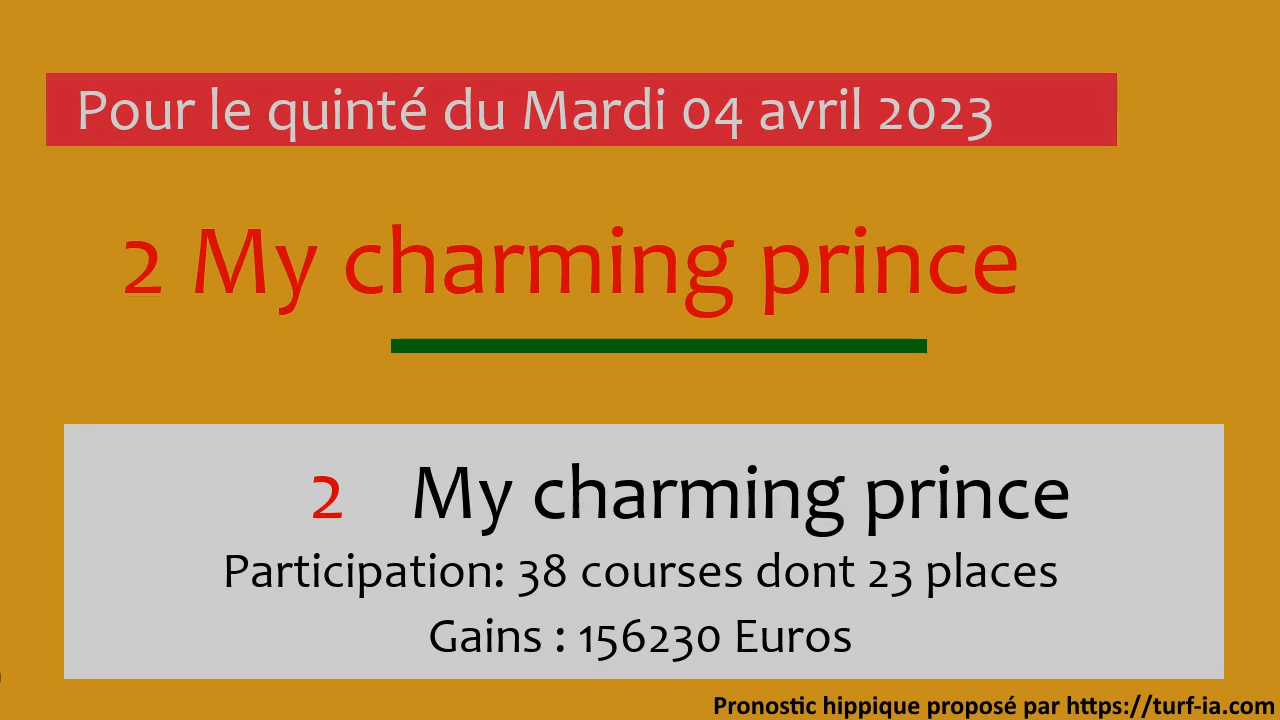 Pour le quinté du Mardi 04 avril 2023
2 My charming prince
2 My charming prince
Participation: 38 courses dont 23 places
Gains : 156230 Euros
Pronostic hippique proposé par https://turf-ia.com